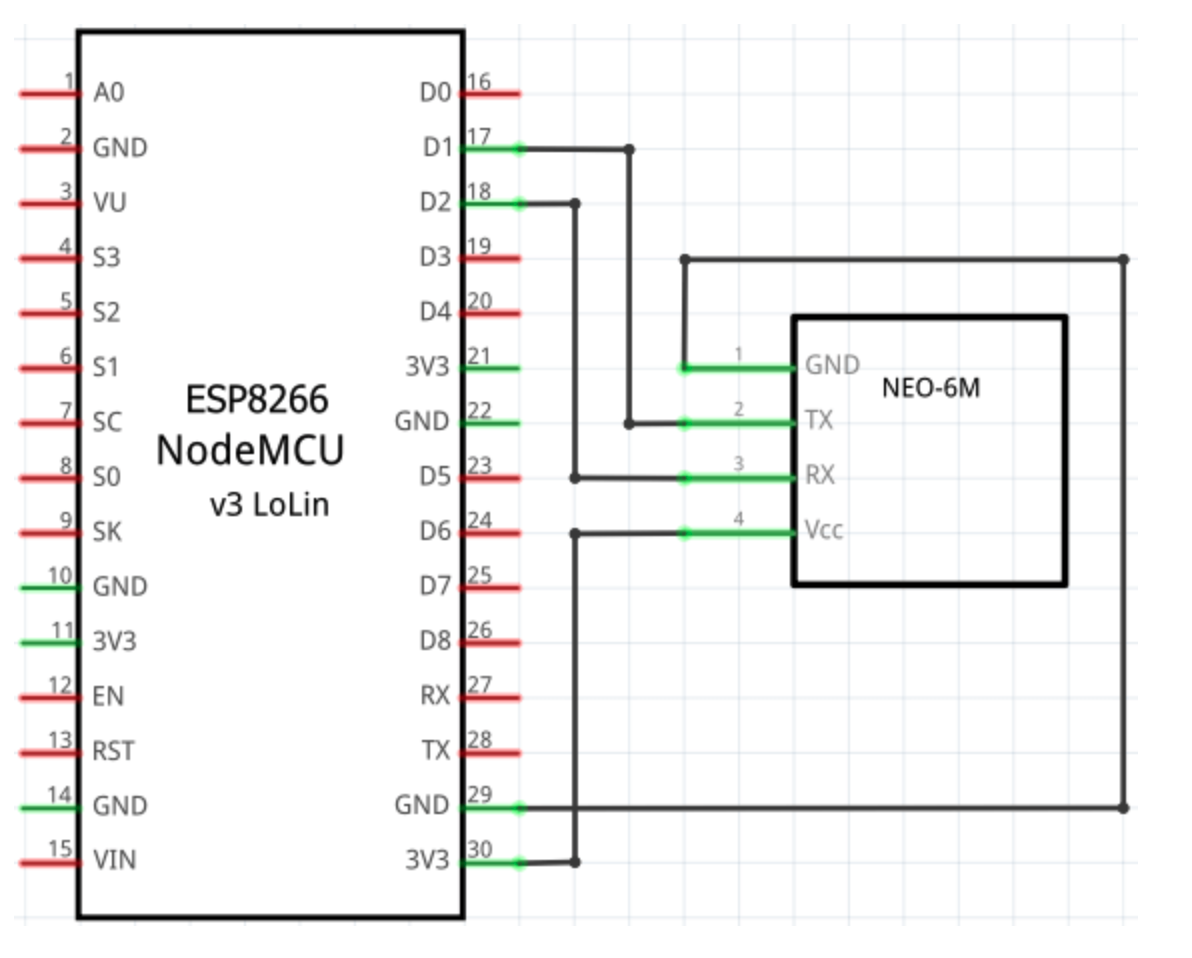 1 A0
2 GND
3 VU
4 S3
5 S2
6 S1
7 SC
8 S0
9 SK
10 GND
11 3V3
12 EN
13 RST
14 GND
15 VIN
ESP8266
NodeMCU
v3 LoLin
D0 16
D1 17
D2 18
D3 19
D4 20
3V3 21
GND 22
D5 23
D6 24
D7 25
D8 26
RX 27
TX 28
GND 29
3V3 30
1 GND
2 TX
3 RX
4 Vcc
NEO-6M